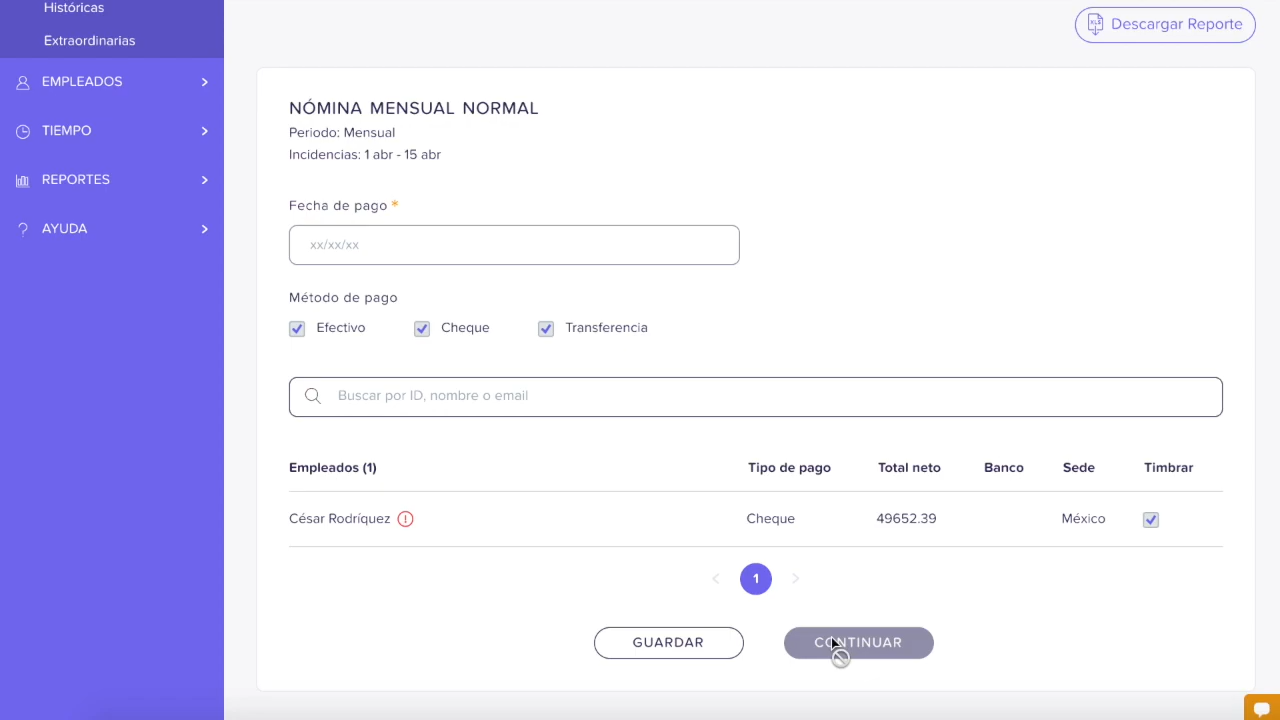 Históricas
Extraordinarias
EMPLEADOS
TIEMPO
REPORTES
AYUDA
XLS Descargar Reporte
NÓMINA MENSUAL NORMAL
Periodo: Mensual
Incidencias: 1 abr - 15 abr
Fecha de pago *
xx/xx/xx
Método de pago
Efectivo Cheque Transferencia
Buscar por ID, nombre o email
Empleados (1) Tipo de pago Total neto Banco Sede Timbrar
César Rodríquez Cheque 49652.39 México
1
GUARDAR CONTINUAR